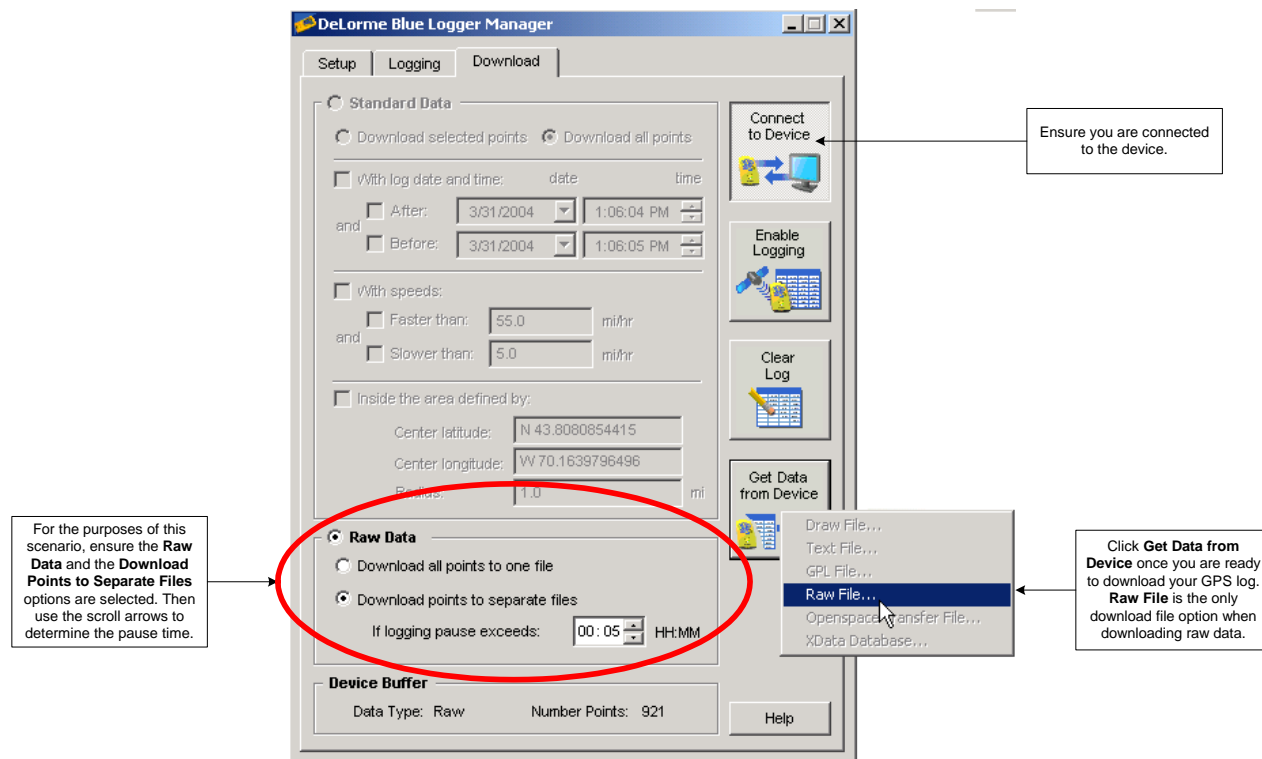 DeLorme Blue Logger Manager
Setup Logging Download
Standard Data
Download selected points Download all points
With log date and time: date time
and
After: 3/31/2004 1:06:04 PM
Before: 3/31/2004 1:06:05 PM
With speeds:
and
Faster than: 55.0 mi/hr
Slower than: 5.0 mi/hr
Inside the area defined by:
Center latitude: N 43.8080854415
Center longitude: W 70.1639796496
Radius: 1.0 mi
Raw Data
Download all points to one file
Download points to separate files
If logging pause exceeds: 00:05 HH:MM
Device Buffer
Data Type: Raw Number Points: 921
Connect
to Device
Enable
Logging
Clear
Log
Get Data
from Device
Draw File...
Text File...
GPL File...
Raw File...
Openspace Transfer File...
XData Database...
Help
Ensure you are connected
to the device.
For the purposes of this
scenario, ensure the Raw
Data and the Download
Points to Separate Files
options are selected. Then
use the scroll arrows to
determine the pause time.
Click Get Data from
Device once you are ready
to download your GPS log.
Raw File is the only
download file option when
downloading raw data.